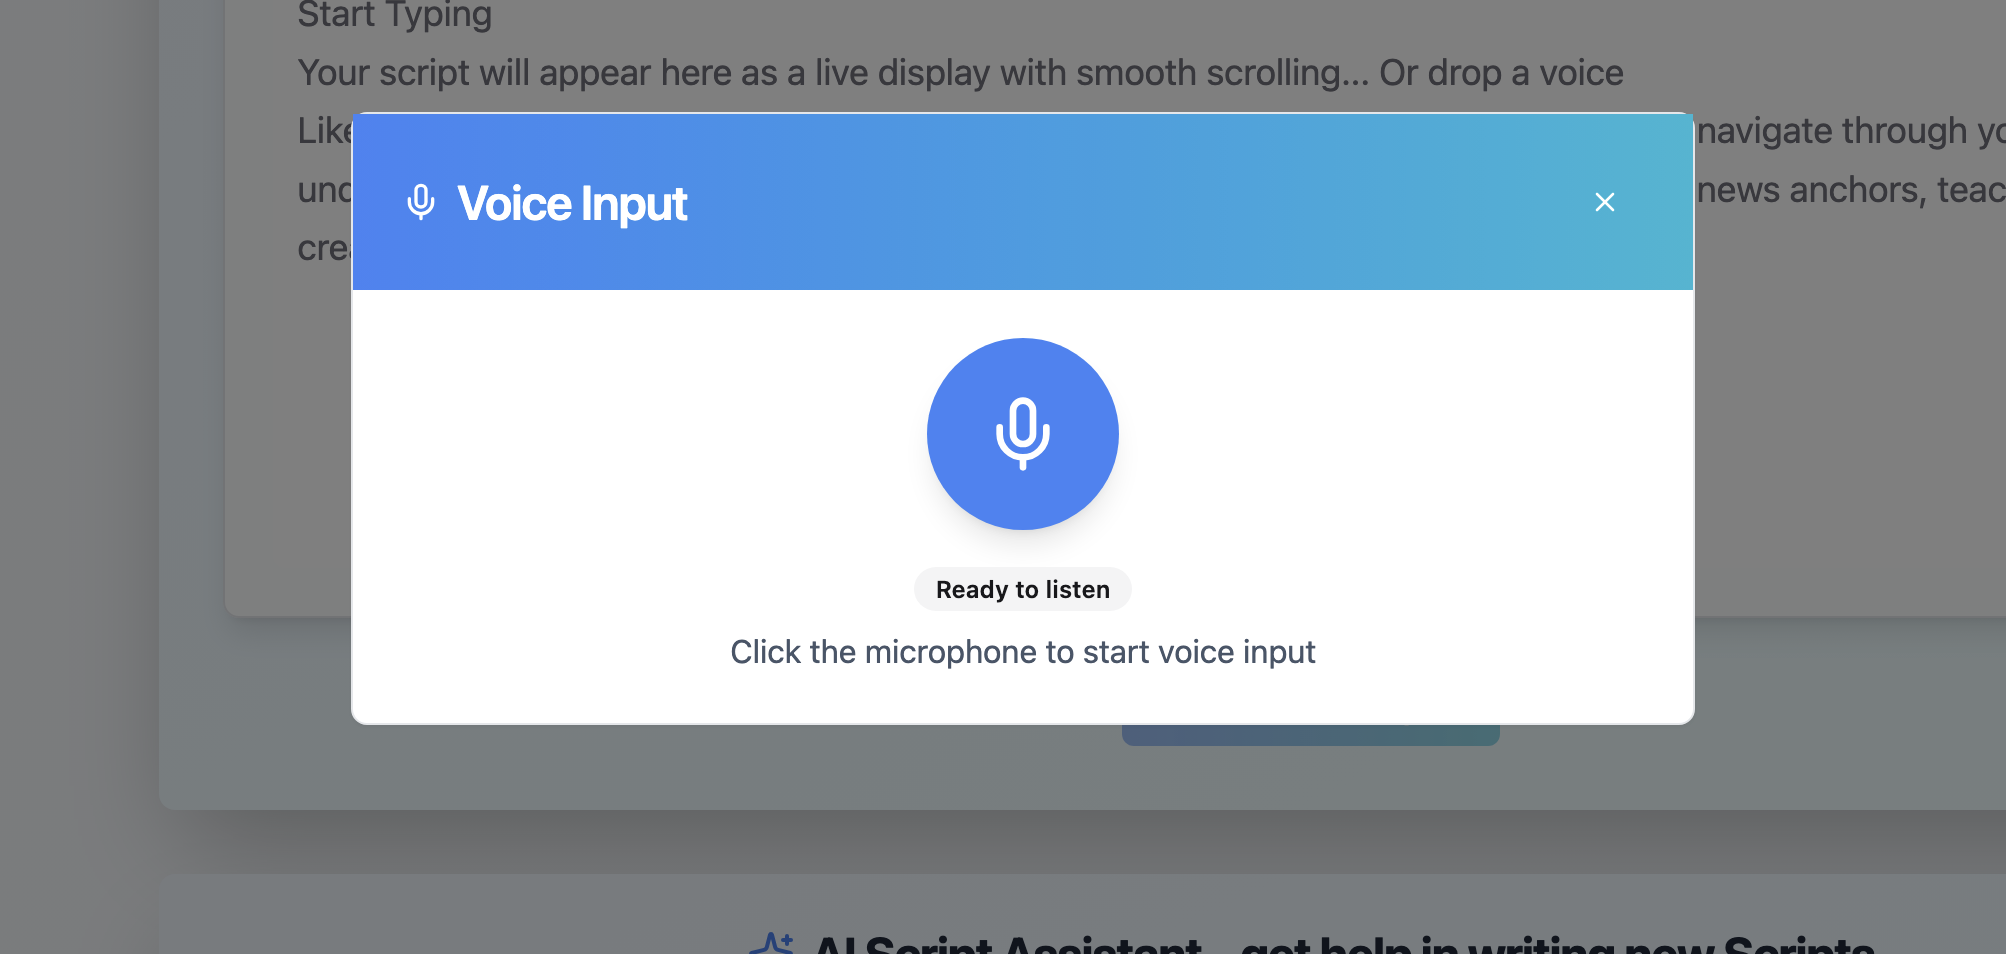 Start Typing
Your script will appear here as a live display with smooth scrolling... Or drop a voice
Like navigate through
news anchors,
Voice Input
Ready to listen
Click the microphone to start voice input
AI Script Assistant - get help in writing new Scripts